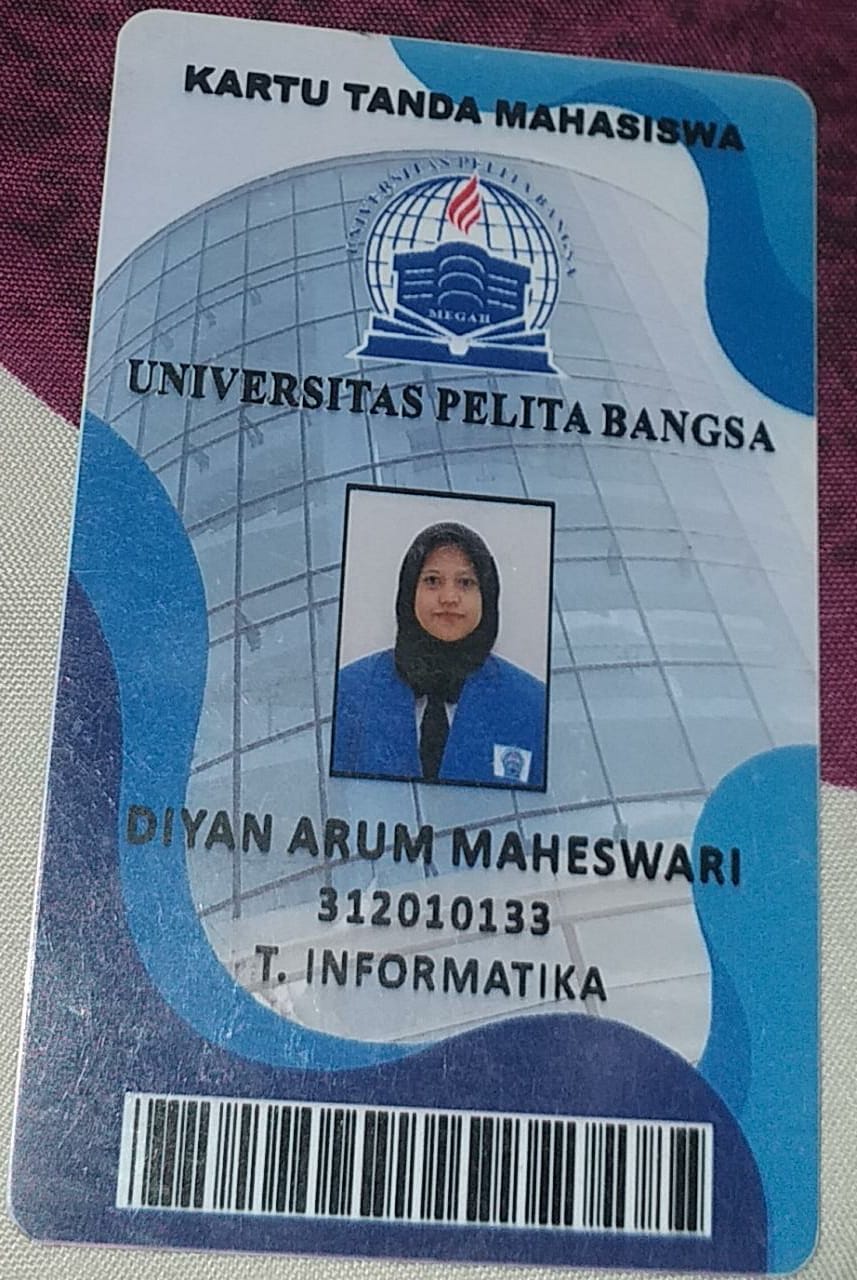 KARTU TANDA MAHASISWA
UNIVERSITAS PELITA BANGSA
MEGAH
UNIVERSITAS PELITA BANGSA
DIYAN ARUM MAHESWARI
312010133
T. INFORMATIKA